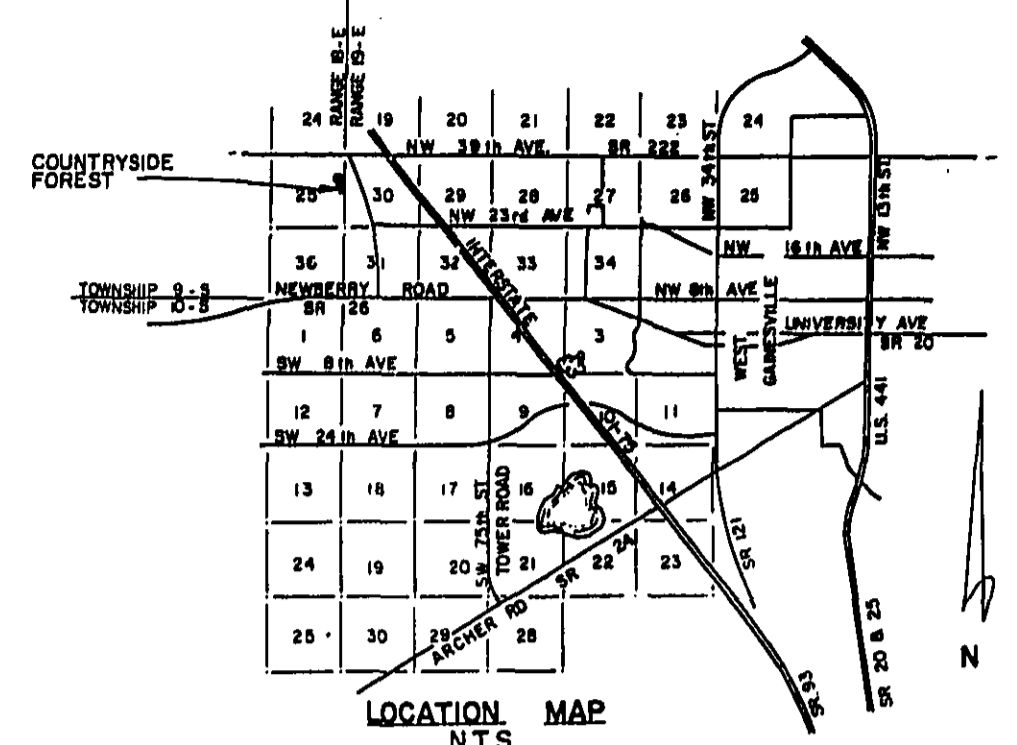 RANGE 18-E
RANGE 19-E
24 19 20 21 22 23 24
NW 39th AVE. SR 222
COUNTRYSIDE
FOREST
NW 34th ST
NW 13th ST.
25 30 29 28 27 26 25
NW 23rd AVE
NW 16th AVE
36 31 32 33 34
INTERSTATE
TOWNSHIP 9-S
TOWNSHIP 10-S
NEWBERRY ROAD
SR 26
NW 8th AVE
UNIVERSITY AVE
SR 20
1 6 5 3
WEST
GAINESVILLE
SW 8th AVE
12 7 8 9 11
U.S. 441
SW 24th AVE
13 18 17 16 15 14
SW 75th ST
TOWER ROAD
24 19 20 21 22 23
SR 2A
SR 121
25 30 29 28
ARCHER RD
SR 93
SR 20 & 25
N
LOCATION MAP
N.T.S.